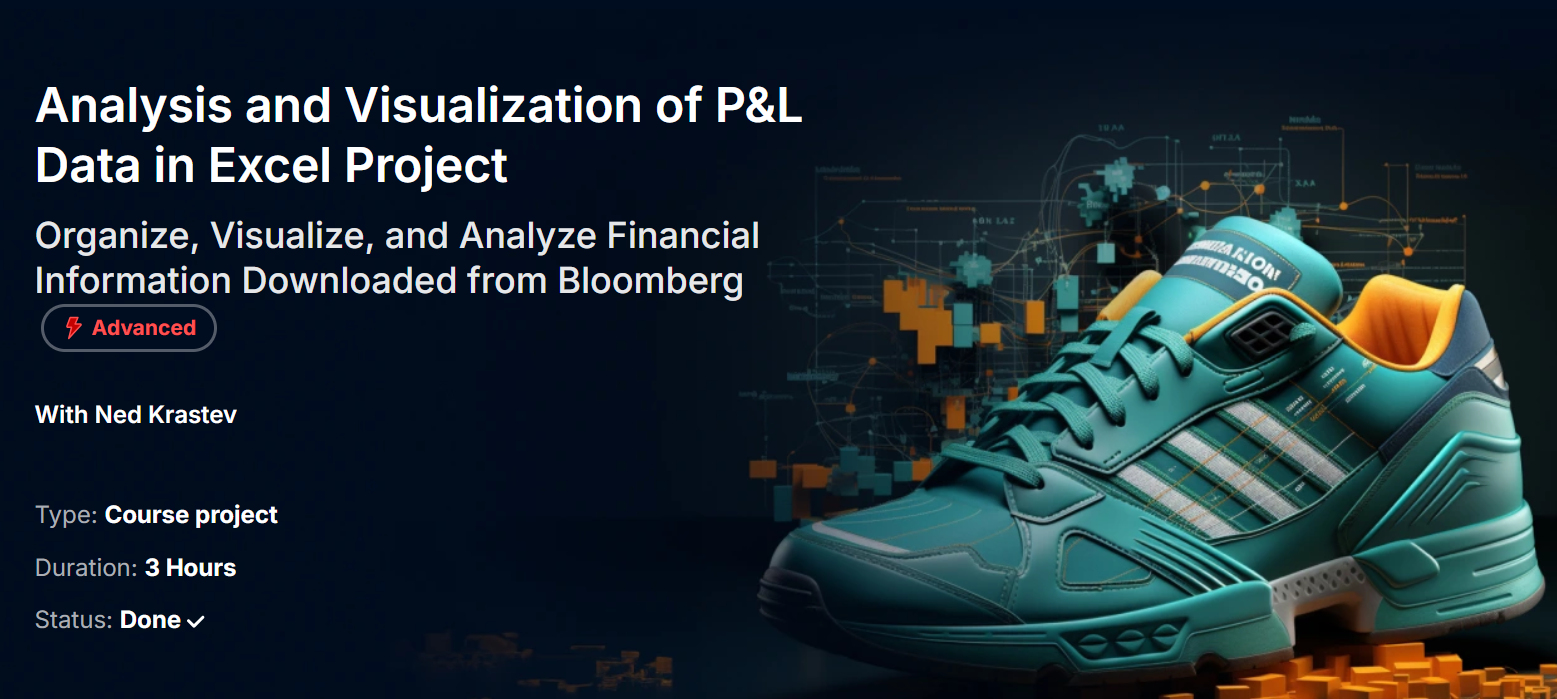 Analysis and Visualization of P&L
Data in Excel Project
Organize, Visualize, and Analyze Financial
Information Downloaded from Bloomberg
Advanced
With Ned Krastev
Type: Course project
Duration: 3 Hours
Status: Done